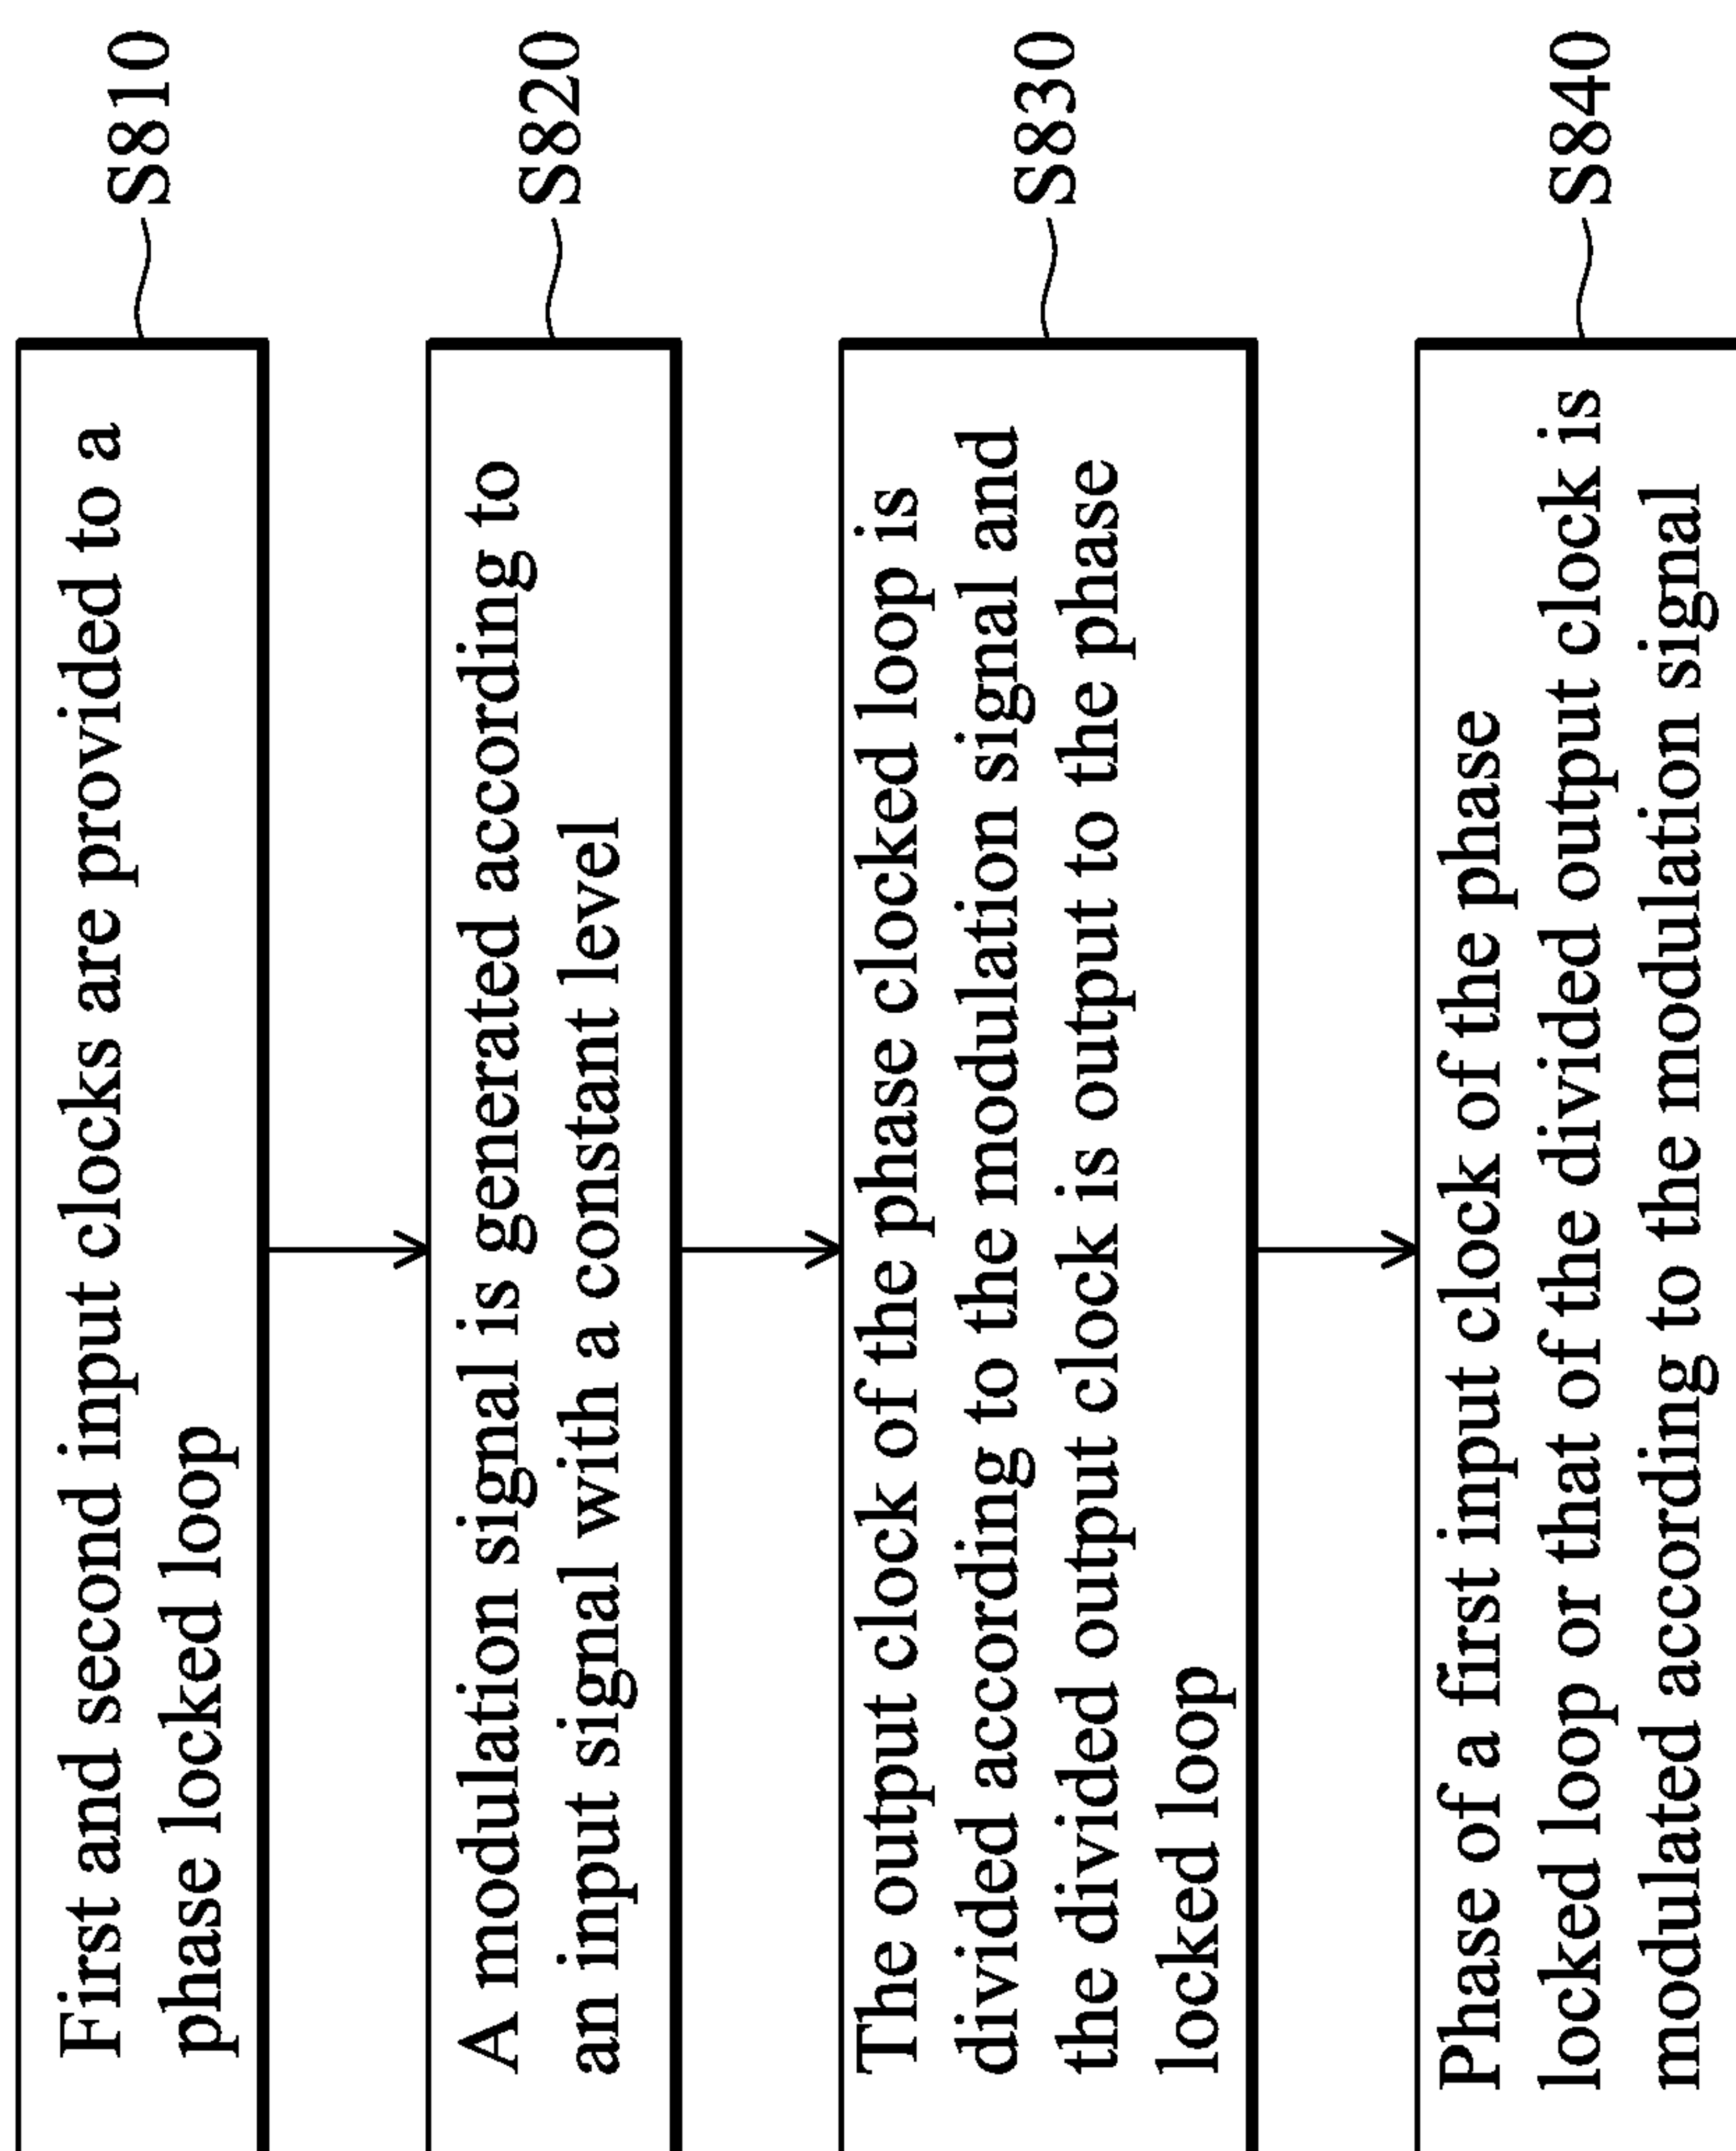 First and second input clocks are provided to a
phase locked loop
S810
A modulation signal is generated according to
an input signal with a constant level
S820
The output clock of the phase clocked loop is
divided according to the modulation signal and
the divided output clock is output to the phase
locked loop
S830
Phase of a first input clock of the phase
locked loop or that of the divided output clock is
modulated according to the modulation signal
S840